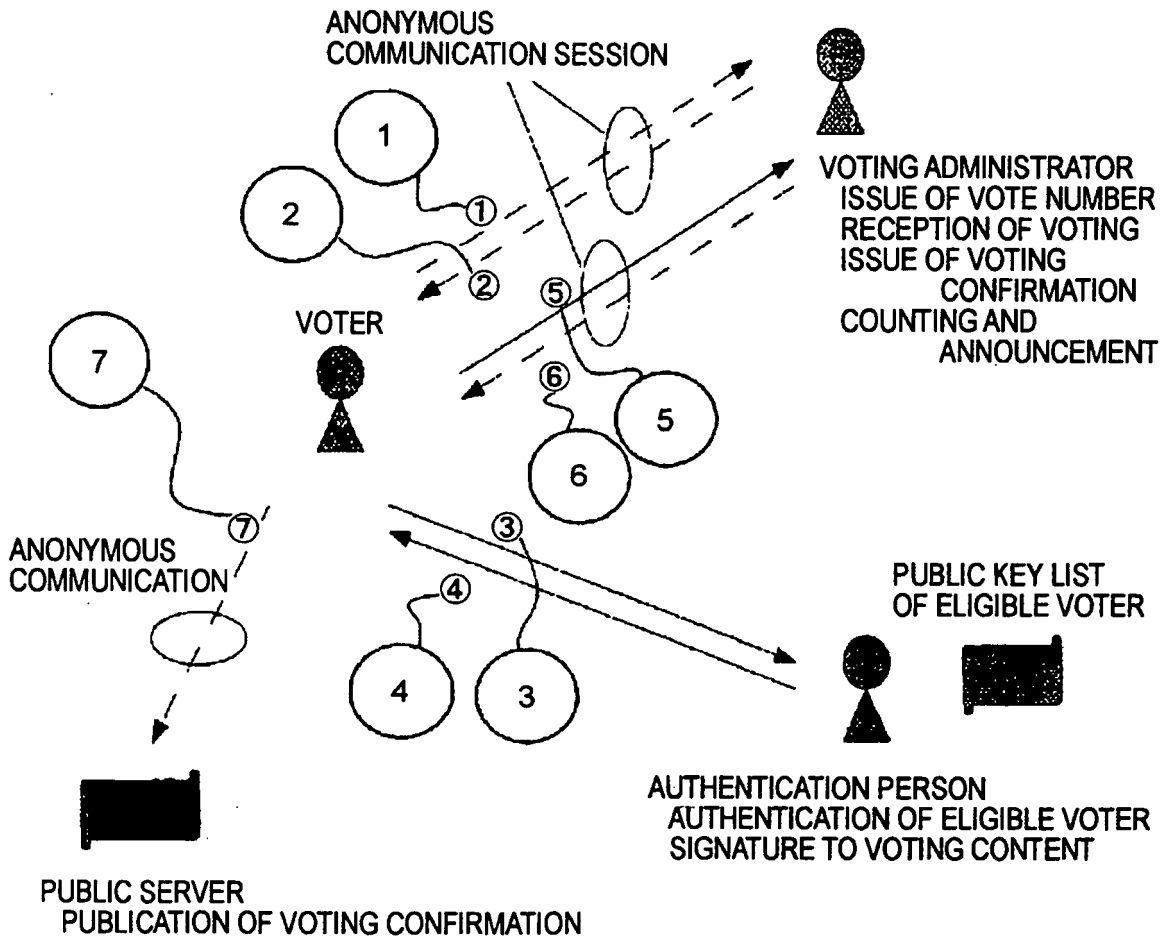 ANONYMOUS
COMMUNICATION SESSION
1
①
2
②
VOTING ADMINISTRATOR
ISSUE OF VOTE NUMBER
RECEPTION OF VOTING
ISSUE OF VOTING
CONFIRMATION
COUNTING AND
ANNOUNCEMENT
VOTER
⑤
⑥
7
5
6
⑦
③
ANONYMOUS
COMMUNICATION
④
4
3
PUBLIC KEY LIST
OF ELIGIBLE VOTER
AUTHENTICATION PERSON
AUTHENTICATION OF ELIGIBLE VOTER
SIGNATURE TO VOTING CONTENT
PUBLIC SERVER
PUBLICATION OF VOTING CONFIRMATION